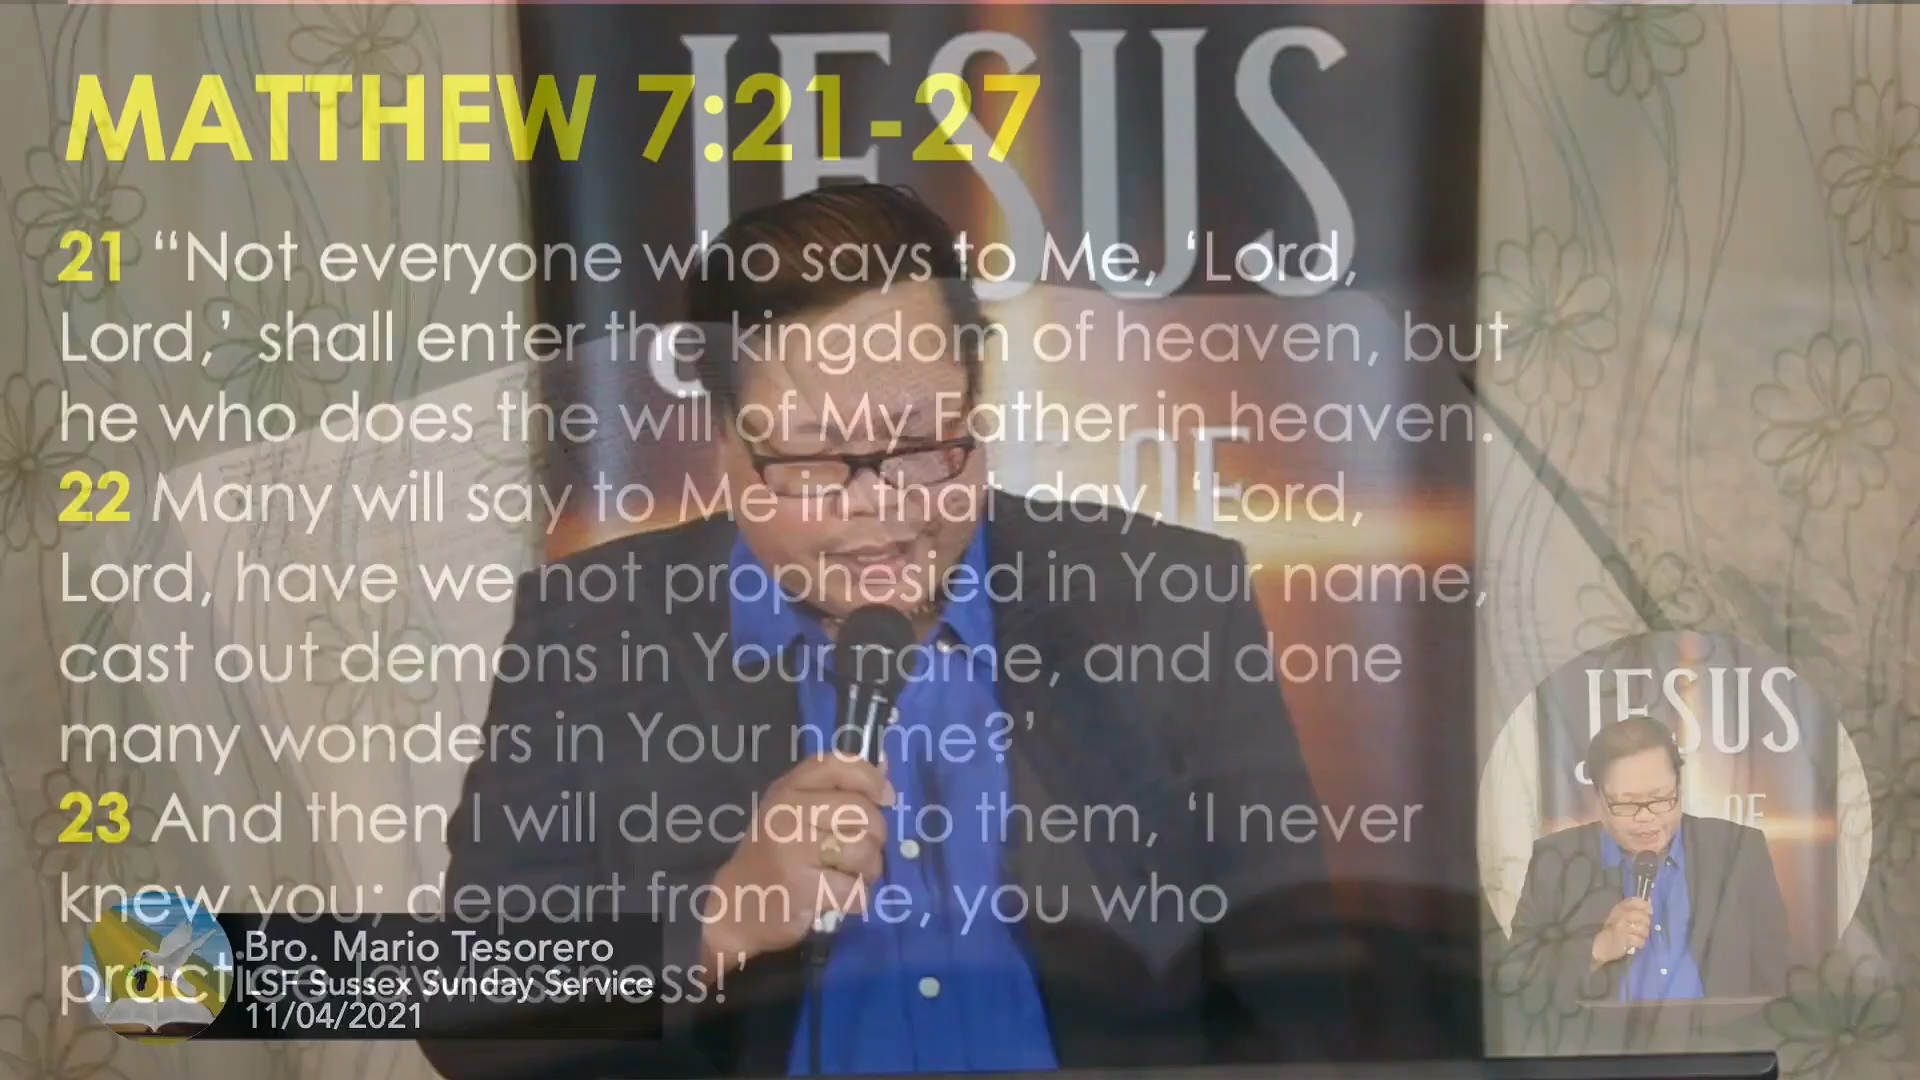 JESUS
MATTHEW 7:21-27
21 “Not everyone who says to Me, ‘Lord,
Lord,’ shall enter the kingdom of heaven, but
he who does the will of My Father in heaven.
OF
22 Many will say to Me in that day, ‘Lord,
Lord, have we not prophesied in Your name,
cast out demons in Your name, and done
many wonders in Your name?’
23 And then I will declare to them, ‘I never
knew you; depart from Me, you who
practice lawlessness!’
JESUS
OF
Bro. Mario Tesorero
LSF Sussex Sunday Service
11/04/2021